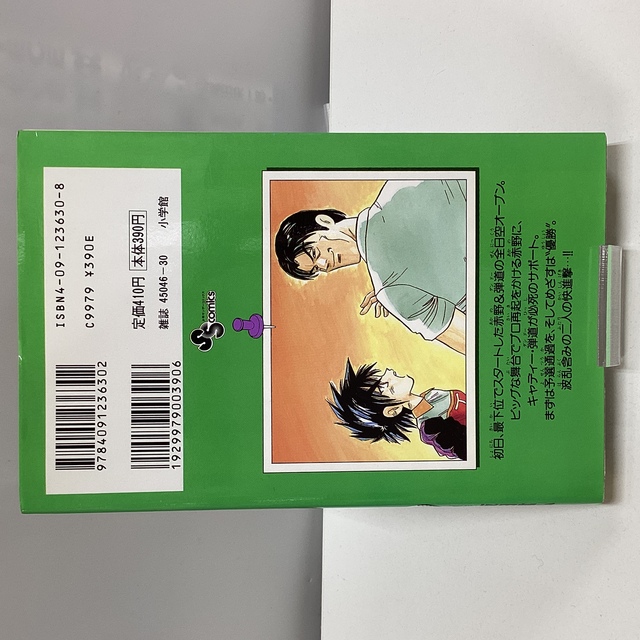 ISBN4-09-123630-8
C9979 ¥390E
定価410円
本体390円
雑誌 45046-30
小学館
9784091236302
1929979003906
SS comics
初日、最下位でスタートした赤野&弾道の全日空オープン。
ビッグな舞台でプロ再起をかける赤野に、
キャディー・弾道が必死のサポート。
まずは予選通過を、そしてめざすは“優勝”。
波乱含みの二人の快進撃…!!